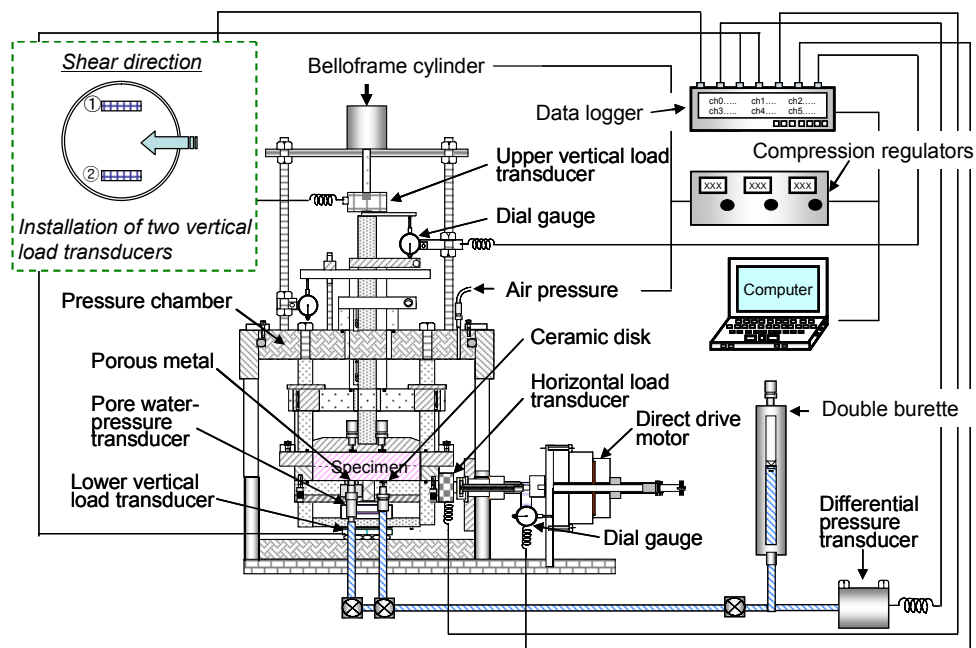 Shear direction
①
②
Installation of two vertical
load transducers
Belloframe cylinder
Data logger
ch0..... ch1.... ch2.....
ch3..... ch4.... ch5.....
Upper vertical load
transducer
Compression regulators
xxx xxx xxx
Dial gauge
Computer
Air pressure
Pressure chamber
Ceramic disk
Porous metal
Horizontal load
transducer
Pore water-
pressure
transducer
Direct drive
motor
Double burette
Specimen
Lower vertical
load transducer
Dial gauge
Differential
pressure
transducer